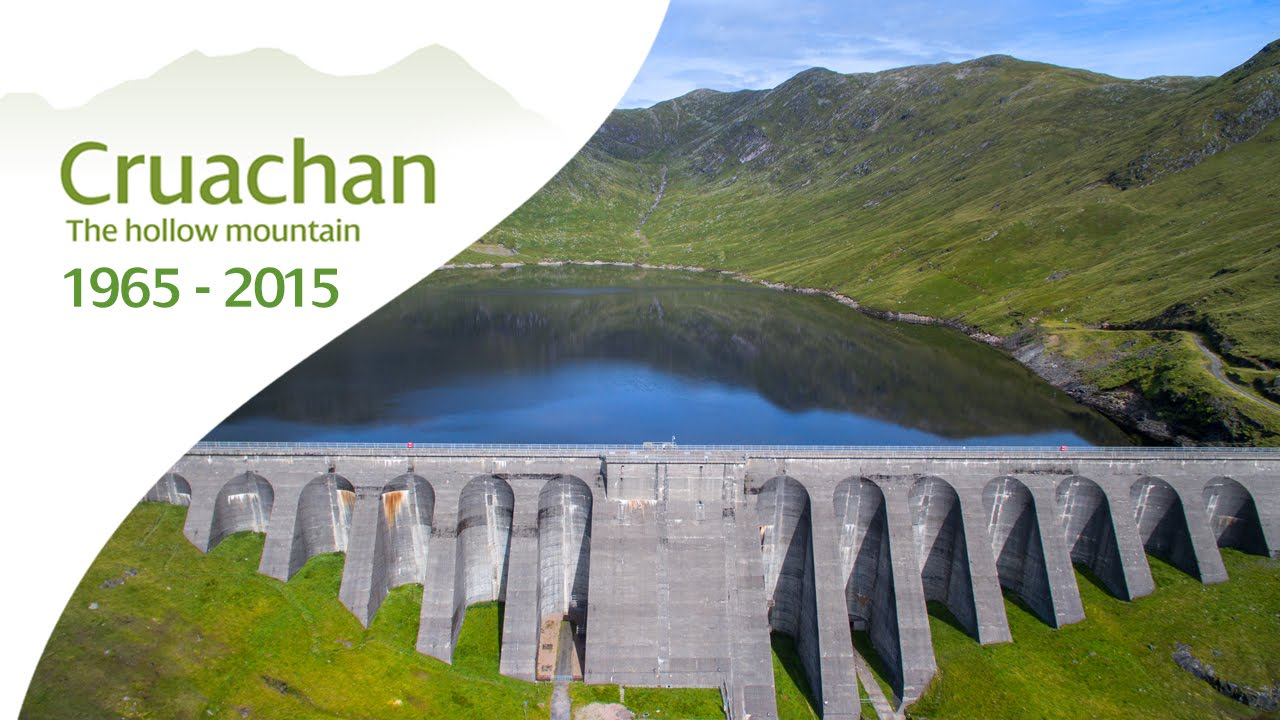 Cruachan
The hollow mountain
1965 - 2015